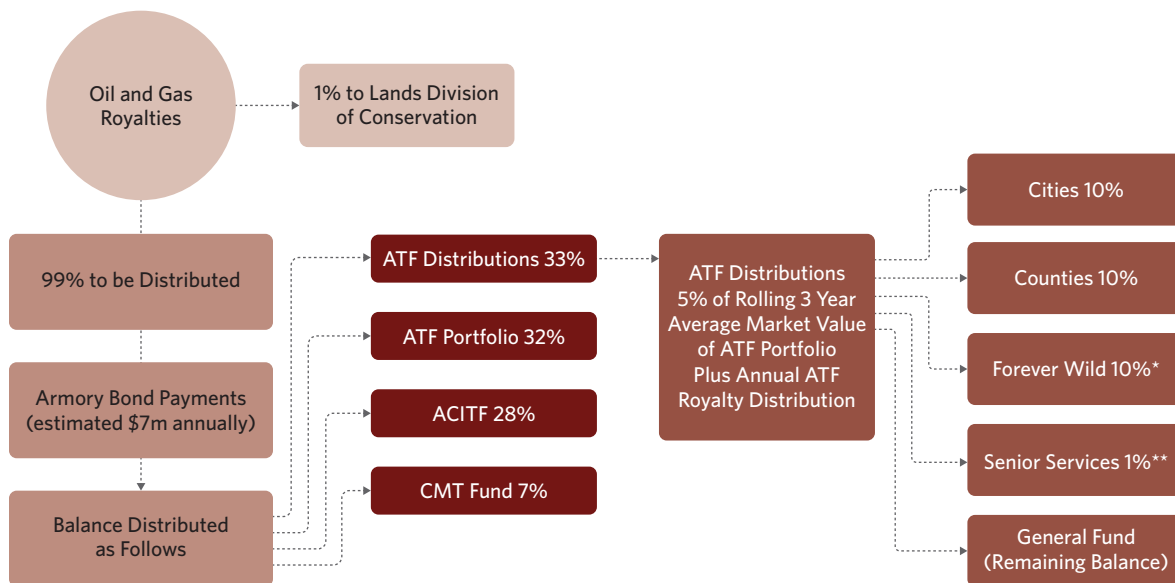 Oil and Gas
Royalties
1% to Lands Division
of Conservation
99% to be Distributed
Armory Bond Payments
(estimated $7m annually)
Balance Distributed
as Follows
ATF Distributions 33%
ATF Portfolio 32%
ACITF 28%
CMT Fund 7%
ATF Distributions
5% of Rolling 3 Year
Average Market Value
of ATF Portfolio
Plus Annual ATF
Royalty Distribution
Cities 10%
Counties 10%
Forever Wild 10%*
Senior Services 1%**
General Fund
(Remaining Balance)